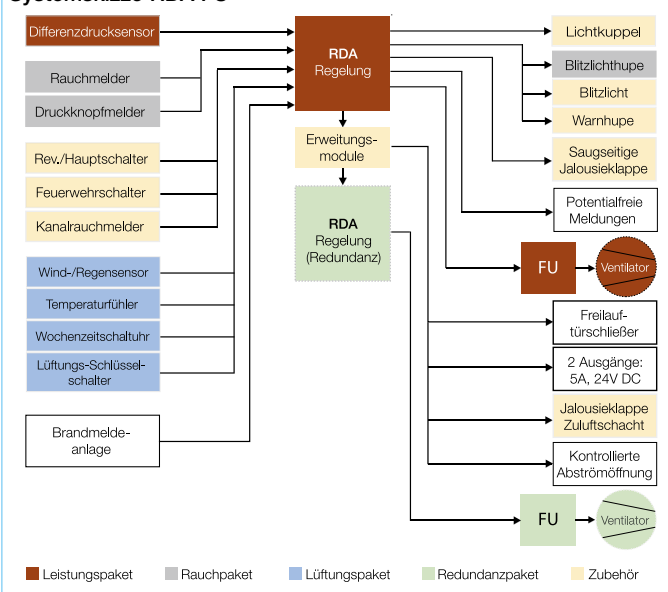 Differenzdrucksensor
Rauchmelder
Druckknopfmelder
Rev./Hauptschalter
Feuerwehrschalter
Kanalrauchmelder
Wind-/Regensensor
Temperaturfühler
Wochenzeitschaltuhr
Lüftungs-Schlüssel-
schalter
Brandmelde-
anlage
RDA
Regelung
Erweitungs-
module
RDA
Regelung
(Redundanz)
Lichtkuppel
Blitzlichthupe
Blitzlicht
Warnhupe
Saugseitige
Jalousieklappe
Potentialfreie
Meldungen
FU
Ventilator
Freilauf-
türschließer
2 Ausgänge:
5A, 24V DC
Jalousieklappe
Zuluftschacht
Kontrollierte
Abströmöffnung
FU
Ventilator
Leistungspaket
Rauchpaket
Lüftungspaket
Redundanzpaket
Zubehör